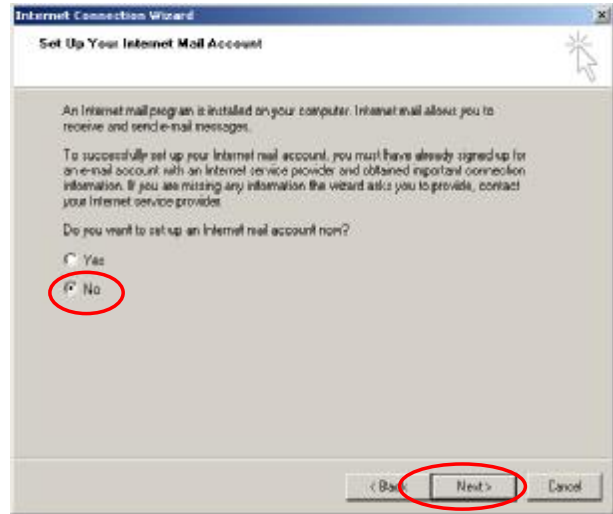 Internet Connection Wizard
Set Up Your Internet Mail Account
An Internet mail program is installed on your computer. Internet mail allows you to
receive and send e-mail messages.
To successfully set up your Internet mail account, you must have already signed up for
an e-mail account with an Internet service provider and obtained important connection
information. If you are missing any information the wizard asks you to provide, contact
your Internet service provider.
Do you want to set up an Internet mail account now?
Yes
No
< Back Next > Cancel